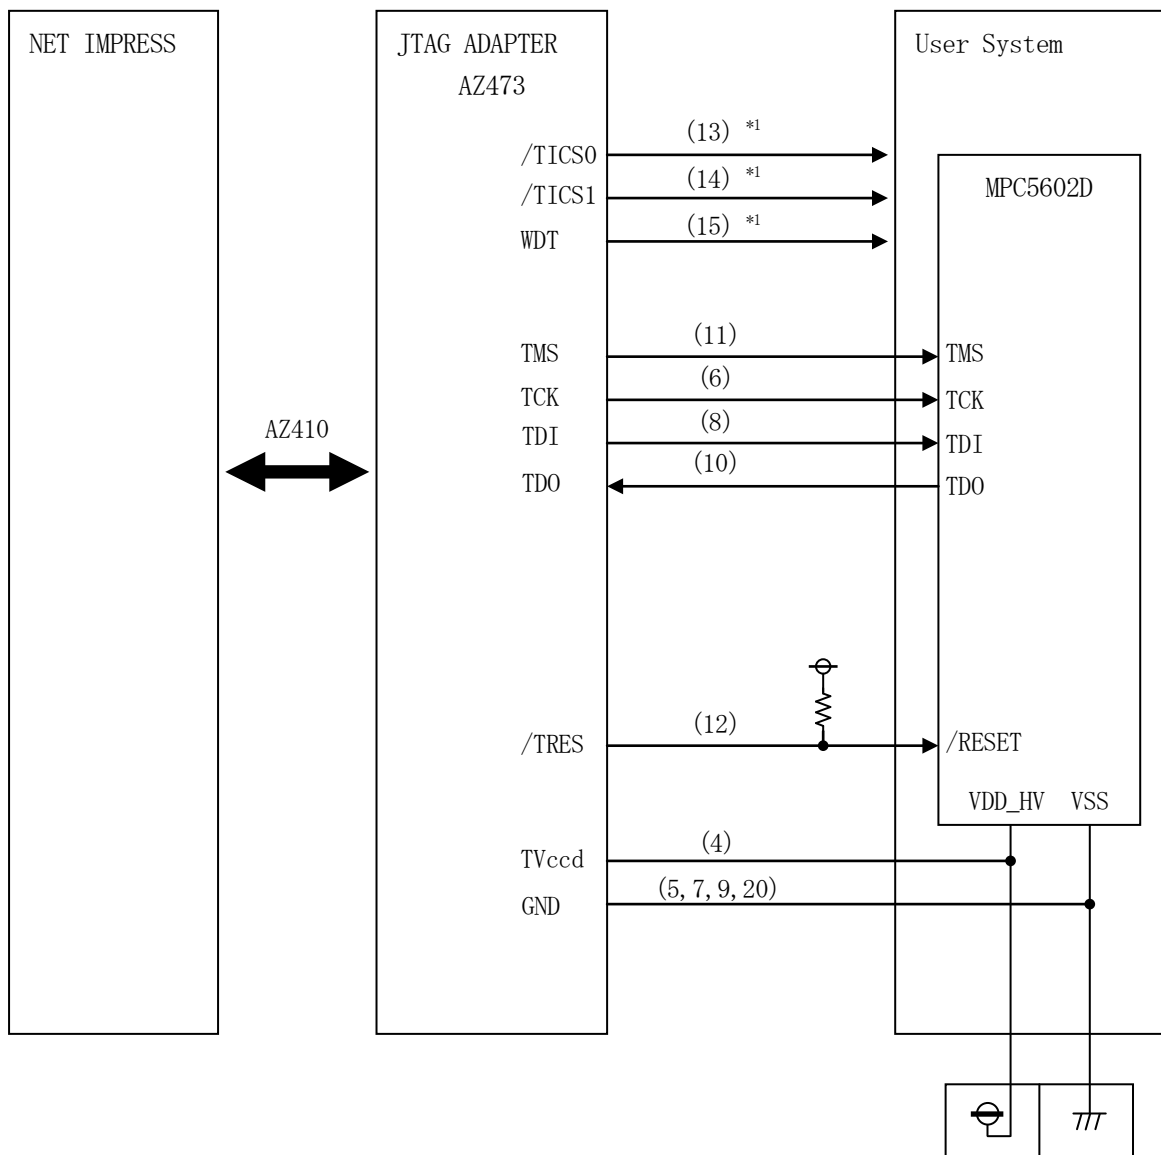 NET IMPRESS
JTAG ADAPTER
AZ473
User System
/TICS0 (13) *1
/TICS1 (14) *1
WDT (15) *1
MPC5602D
TMS (11) TMS
TCK (6) TCK
TDI (8) TDI
TDO (10) TDO
AZ410
/TRES (12) /RESET
VDD_HV VSS
TVccd (4)
GND (5, 7, 9, 20)